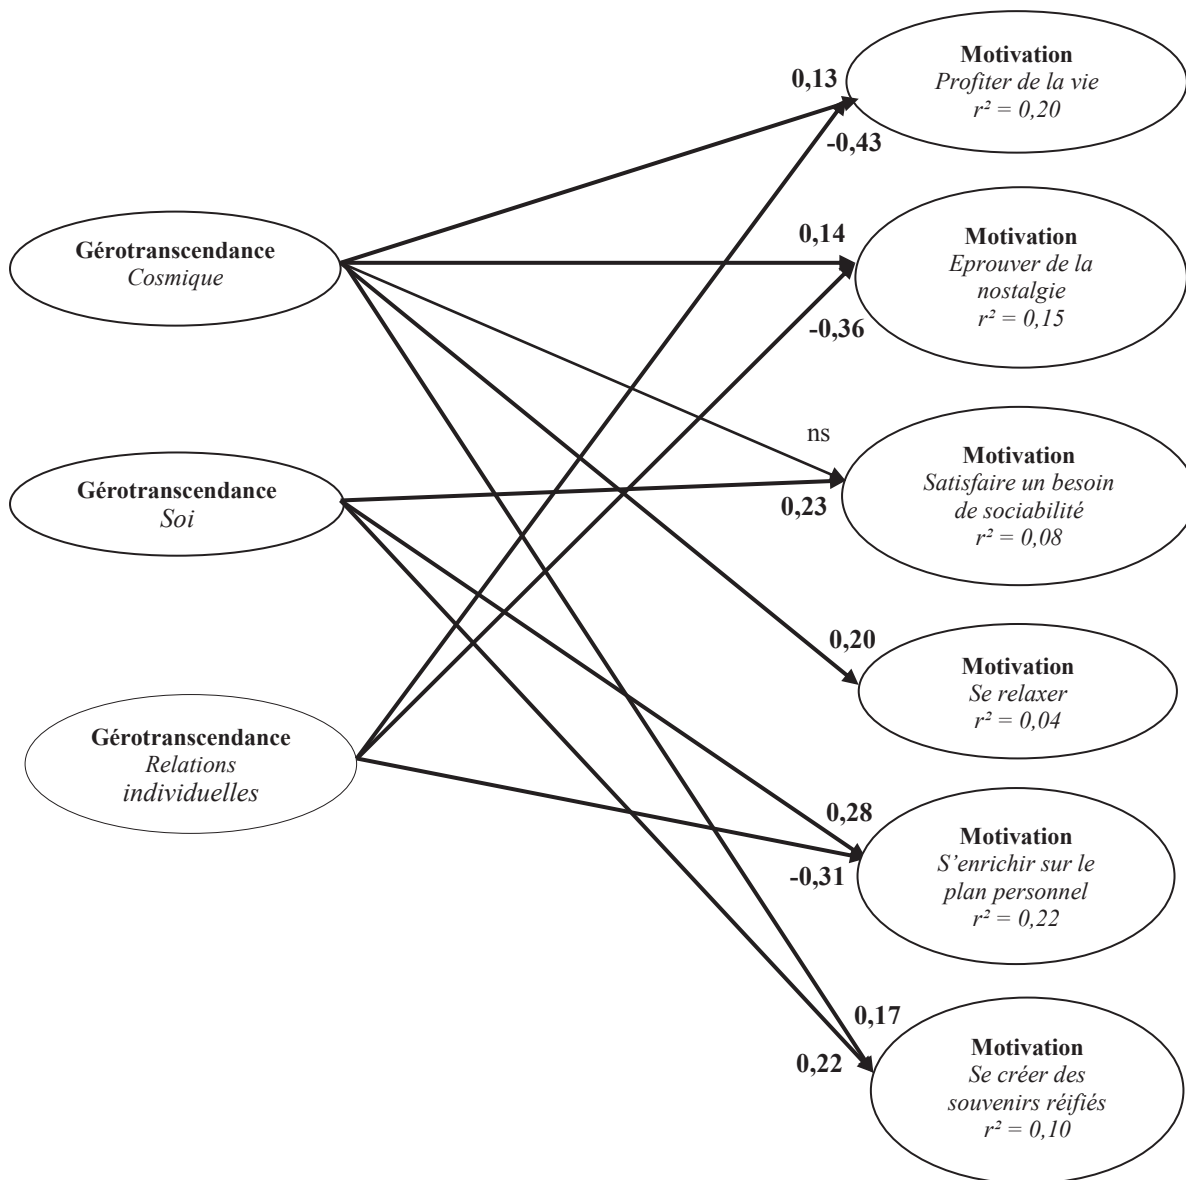 0,13
Motivation
Profiter de la vie
r² = 0,20
-0,43
Gérotranscendance
Cosmique
0,14
Motivation
Eprouver de la
nostalgie
r² = 0,15
-0,36
ns
Motivation
Satisfaire un besoin
de sociabilité
r² = 0,08
Gérotranscendance
Soi
0,23
0,20
Motivation
Se relaxer
r² = 0,04
Gérotranscendance
Relations
individuelles
0,28
Motivation
S’enrichir sur le
plan personnel
r² = 0,22
-0,31
0,17
Motivation
Se créer des
souvenirs réifiés
r² = 0,10
0,22